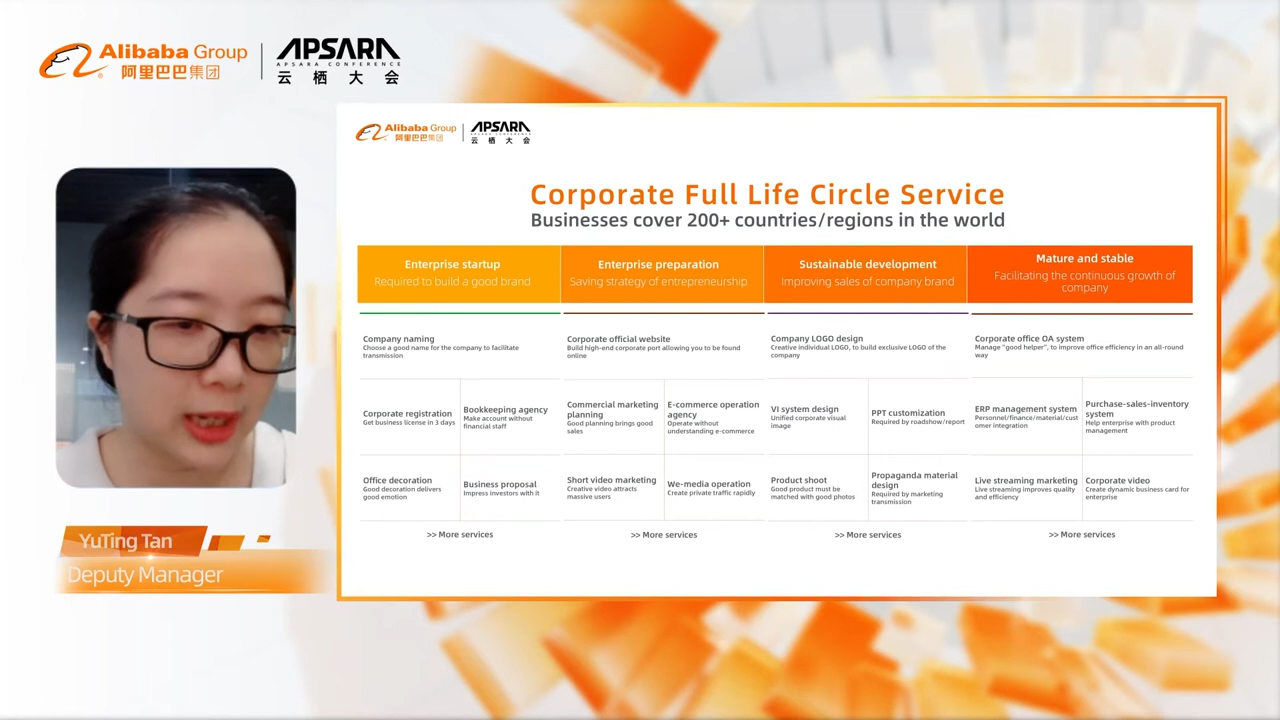 Alibaba Group
阿里巴巴集团
APSARA
APSARA CONFERENCE
云栖大会
Alibaba Group
阿里巴巴集团
APSARA
APSARA CONFERENCE
云栖大会
Corporate Full Life Circle Service
Businesses cover 200+ countries/regions in the world
Enterprise startup
Required to build a good brand
Enterprise preparation
Saving strategy of entrepreneurship
Sustainable development
Improving sales of company brand
Mature and stable
Facilitating the continuous growth of
company
Company naming
Choose a good name for the company to facilitate
transmission
Corporate official website
Build high-end corporate port allowing you to be found
online
Company LOGO design
Creative individual LOGO, to build exclusive LOGO of the
company
Corporate office OA system
Manage "good helper", to improve office efficiency in an all-round
way
Corporate registration
Get business license in 3 days
Bookkeeping agency
Make account without
financial staff
Commercial marketing
planning
Good planning brings good
sales
E-commerce operation
agency
Operate without
understanding e-commerce
VI system design
Unified corporate visual
image
PPT customization
Required by roadshow/report
ERP management system
Personnel/finance/material/cust
omer integration
Purchase-sales-inventory
system
Help enterprise with product
management
Office decoration
Good decoration delivers
good emotion
Business proposal
Impress investors with it
Short video marketing
Creative video attracts
massive users
We-media operation
Create private traffic rapidly
Product shoot
Good product must be
matched with good photos
Propaganda material
design
Required by marketing
transmission
Live streaming marketing
Live streaming improves quality
and efficiency
Corporate video
Create dynamic business card for
enterprise
>> More services
>> More services
>> More services
>> More services
YuTing Tan
Deputy Manager